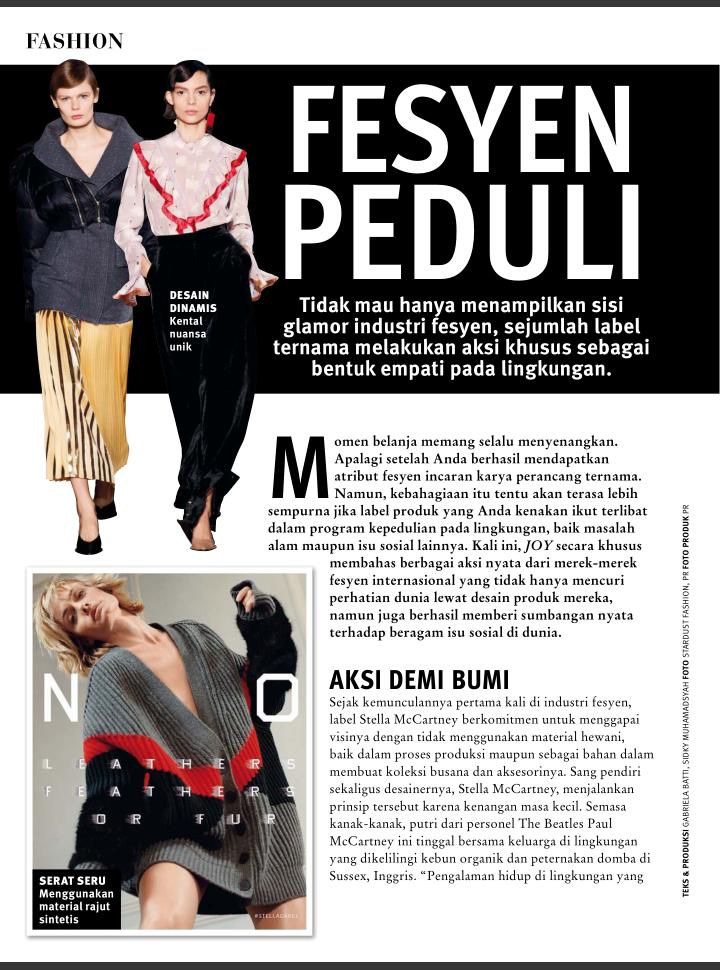 FASHION
FESYEN
PEDULI
Tidak mau hanya menampilkan sisi
glamor industri fesyen, sejumlah label
ternama melakukan aksi khusus sebagai
bentuk empati pada lingkungan.
DESAIN
DINAMIS
Kental
nuansa
unik
Momen belanja memang selalu menyenangkan.
Apalagi setelah Anda berhasil mendapatkan
atribut fesyen incaran karya perancang ternama.
Namun, kebahagiaan itu tentu akan terasa lebih
sempurna jika label produk yang Anda kenakan ikut terlibat
dalam program kepedulian pada lingkungan, baik masalah
alam maupun isu sosial lainnya. Kali ini, JOY secara khusus
membahas berbagai aksi nyata dari merek-merek
fesyen internasional yang tidak hanya mencuri
perhatian dunia lewat desain produk mereka,
namun juga berhasil memberi sumbangan nyata
terhadap beragam isu sosial di dunia.
AKSI DEMI BUMI
Sejak kemunculannya pertama kali di industri fesyen,
label Stella McCartney berkomitmen untuk menggapai
visinya dengan tidak menggunakan material hewani,
baik dalam proses produksi maupun sebagai bahan dalam
membuat koleksi busana dan aksesorinya. Sang pendiri
sekaligus desainernya, Stella McCartney, menjalankan
prinsip tersebut karena kenangan masa kecil. Semasa
kanak-kanak, putri dari personel The Beatles Paul
McCartney ini tinggal bersama keluarga di lingkungan
yang dikelilingi kebun organik dan peternakan domba di
Sussex, Inggris. “Pengalaman hidup di lingkungan yang
NO
LEATHERS
FEATHERS
OR FUR
#STELLACARES
SERAT SERU
Menggunakan
material rajut
sintetis
TEKS & PRODUKSI GABRIELA BATTI, SIDKY MUHAMADSYAH FOTO STARDUST FASHION, PR FOTO PRODUK PR